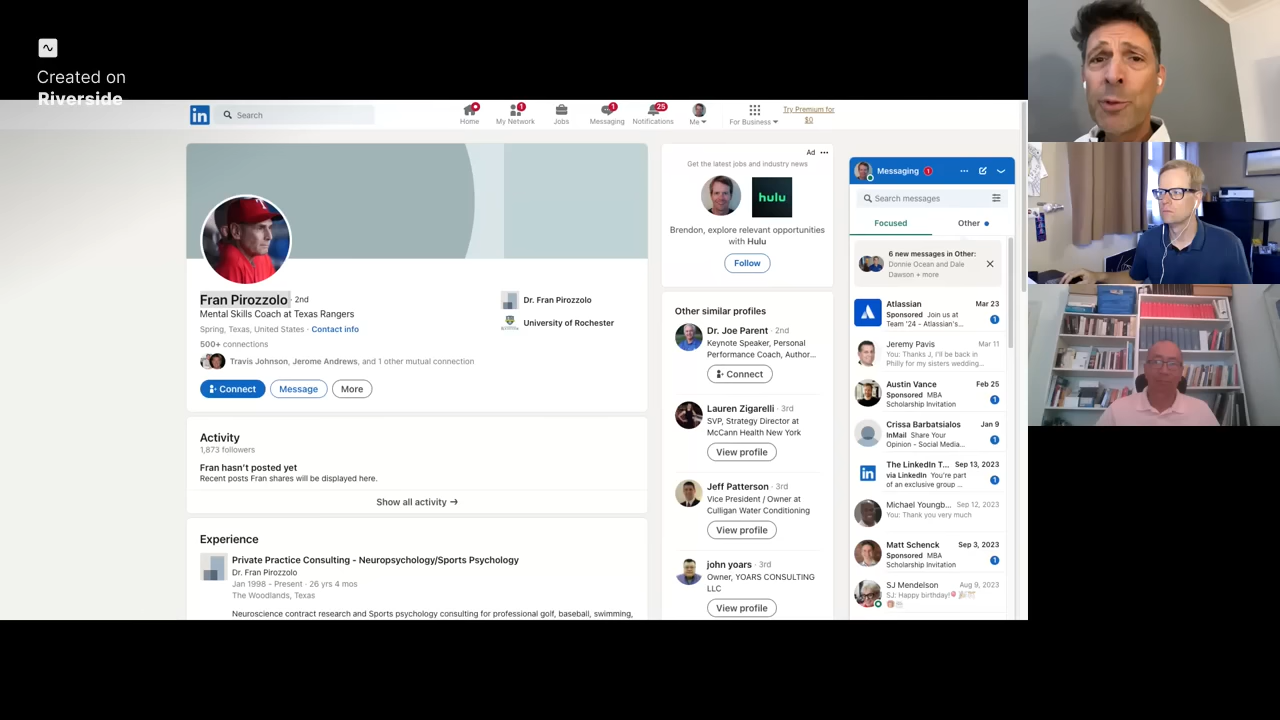 Created on
Riverside
Search
Home
My Network
1
Jobs
Messaging
1
Notifications
25
Me
For Business
Try Premium for
$0
Fran Pirozzolo · 2nd
Mental Skills Coach at Texas Rangers
Spring, Texas, United States · Contact info
500+ connections
Travis Johnson, Jerome Andrews, and 1 other mutual connection
Connect
Message
More
Dr. Fran Pirozzolo
University of Rochester
Activity
1,873 followers
Fran hasn't posted yet
Recent posts Fran shares will be displayed here.
Show all activity →
Experience
Private Practice Consulting - Neuropsychology/Sports Psychology
Dr. Fran Pirozzolo
Jan 1998 - Present · 26 yrs 4 mos
The Woodlands, Texas
Neuroscience contract research and Sports psychology consulting for professional golf, baseball, swimming,
Ad ...
Get the latest jobs and industry news
hulu
Brendon, explore relevant opportunities
with Hulu
Follow
Other similar profiles
Dr. Joe Parent · 2nd
Keynote Speaker, Personal
Performance Coach, Author...
Connect
Lauren Zigarelli · 3rd
SVP, Strategy Director at
McCann Health New York
View profile
Jeff Patterson · 3rd
Vice President / Owner at
Culligan Water Conditioning
View profile
john yoars · 3rd
Owner, YOARS CONSULTING
LLC
View profile
Messaging 1
Search messages
Focused
Other
6 new messages in Other:
Donnie Ocean and Dale
Dawson + more
Atlassian Mar 23
Sponsored Join us at
Team '24 - Atlassian's...
1
Jeremy Pavis Mar 11
You: Thanks J, I'll be back in
Philly for my sisters wedding...
Austin Vance Feb 25
Sponsored MBA
Scholarship Invitation
1
Crissa Barbatsialos Jan 9
InMail Share Your
Opinion - Social Media...
1
The LinkedIn T... Sep 13, 2023
via LinkedIn You're part
of an exclusive group ...
1
Michael Youngb... Sep 12, 2023
You: Thank you very much
Matt Schenck Sep 3, 2023
Sponsored MBA
Scholarship Invitation
1
SJ Mendelson Aug 9, 2023
SJ: Happy birthday!🎈🎉🎊
🎁🍰